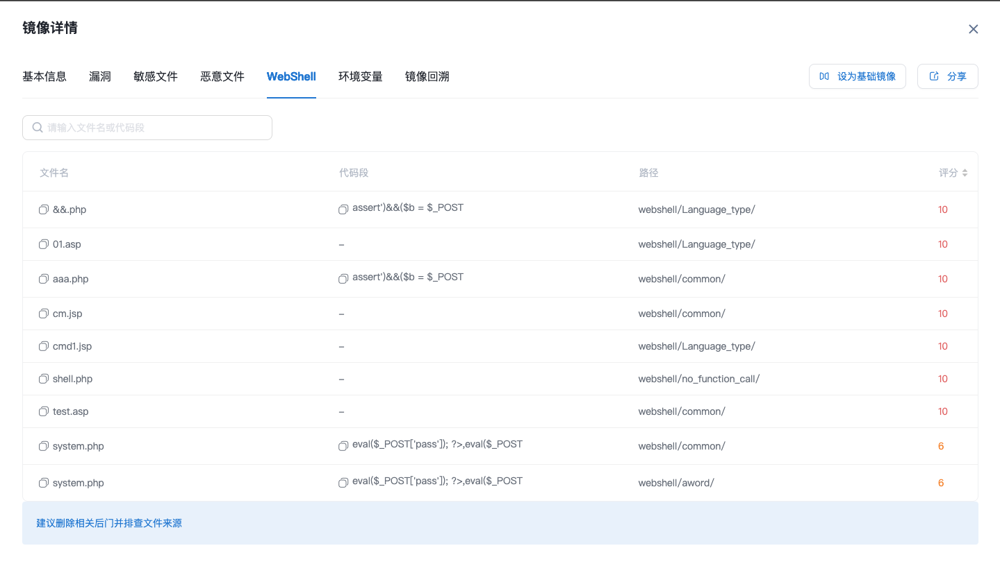 镜像详情
基本信息 漏洞 敏感文件 恶意文件 WebShell 环境变量 镜像回溯 设为基础镜像 分享
请输入文件名或代码段
文件名 代码段 路径 评分
&&.php assert')&&($b = $_POST webshell/Language_type/ 10
01.asp – webshell/Language_type/ 10
aaa.php assert')&&($b = $_POST webshell/common/ 10
cm.jsp – webshell/common/ 10
cmd1.jsp – webshell/Language_type/ 10
shell.php – webshell/no_function_call/ 10
test.asp – webshell/common/ 10
system.php eval($_POST['pass']); ?>,eval($_POST webshell/common/ 6
system.php eval($_POST['pass']); ?>,eval($_POST webshell/aword/ 6
建议删除相关后门并排查文件来源